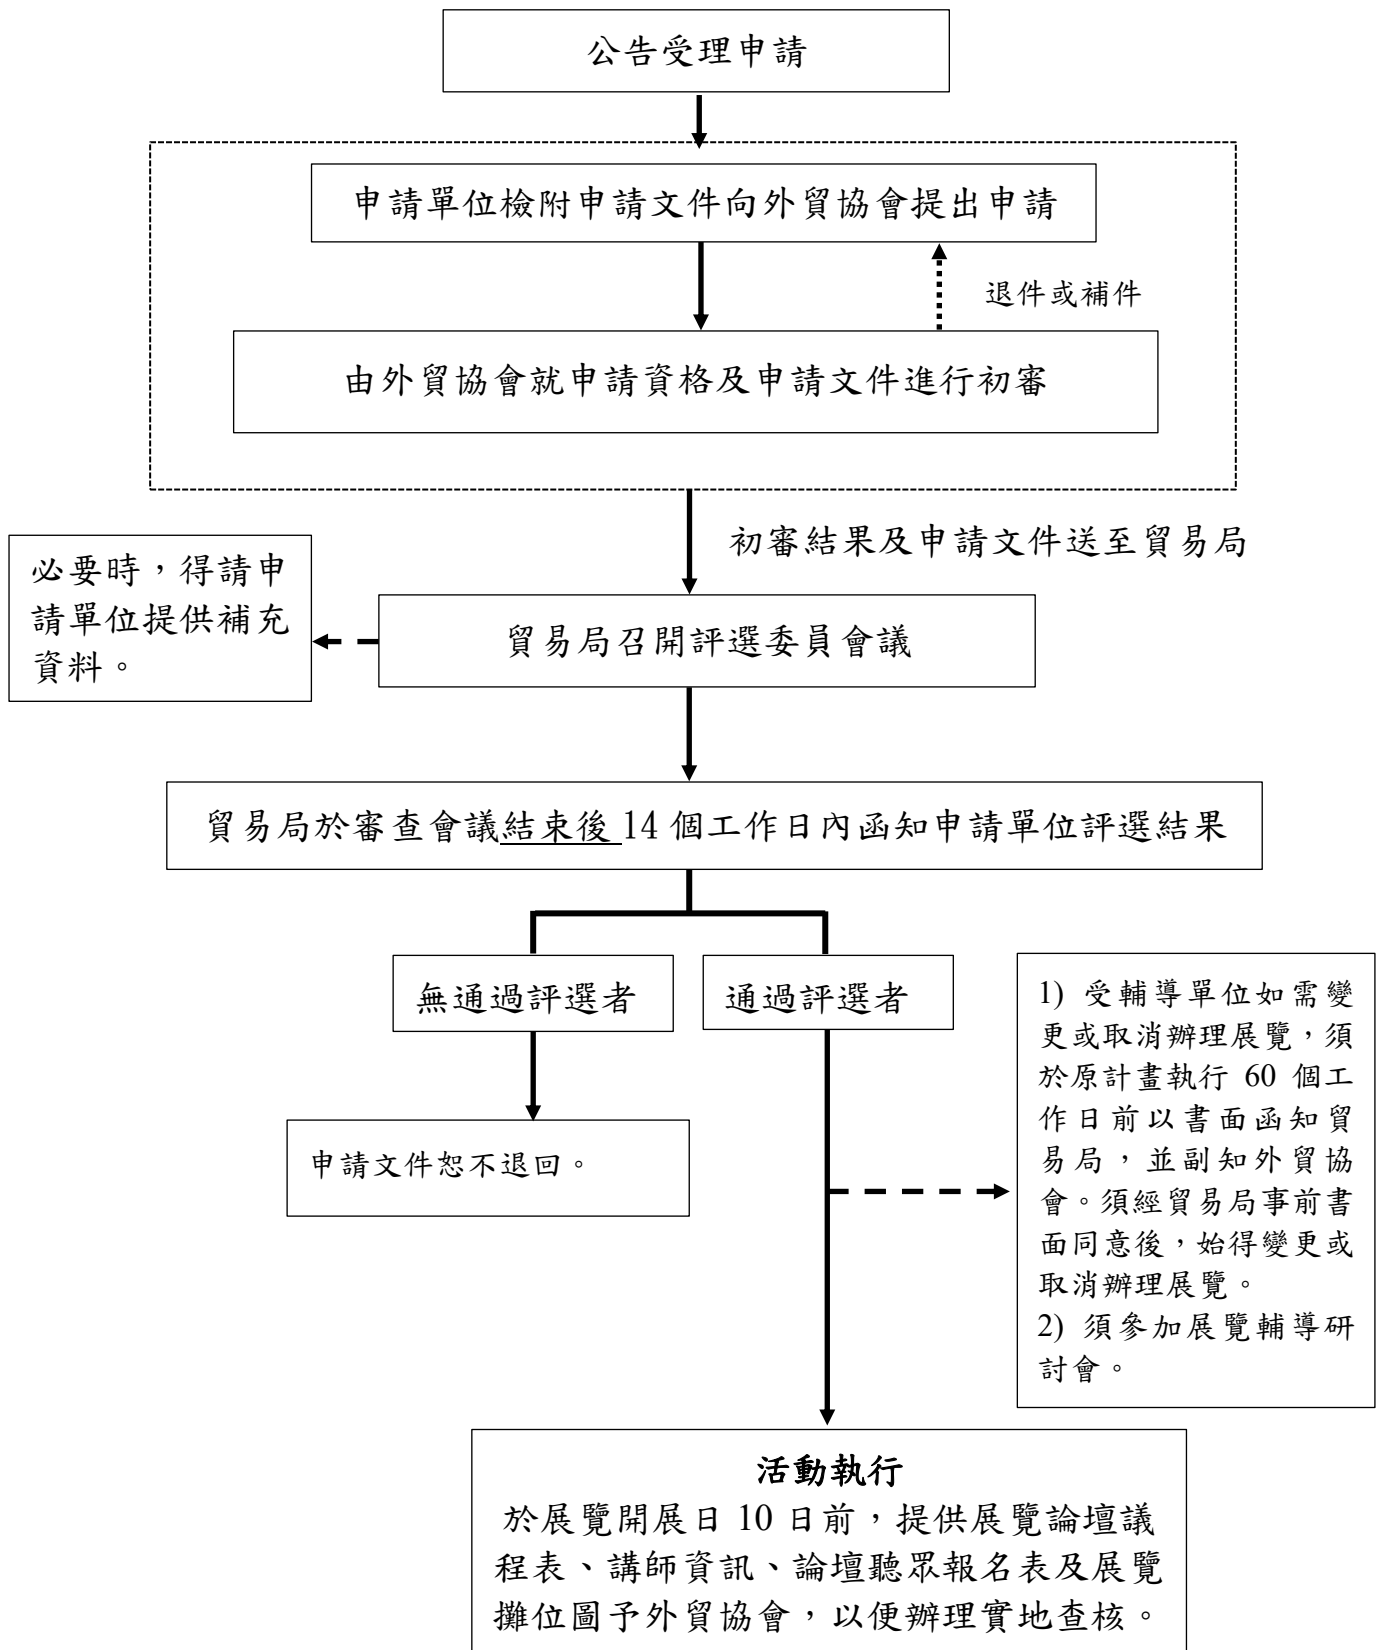 公告受理申請
申請單位檢附申請文件向外貿協會提出申請
退件或補件
由外貿協會就申請資格及申請文件進行初審
初審結果及申請文件送至貿易局
必要時，得請申
請單位提供補充
資料。
貿易局召開評選委員會議
貿易局於審查會議結束後 14 個工作日內函知申請單位評選結果
無通過評選者
通過評選者
申請文件恕不退回。
1) 受輔導單位如需變
更或取消辦理展覽，須
於原計畫執行 60 個工
作日前以書面函知貿
易局，並副知外貿協
會。須經貿易局事前書
面同意後，始得變更或
取消辦理展覽。
2) 須參加展覽輔導研
討會。
活動執行
於展覽開展日 10 日前，提供展覽論壇議
程表、講師資訊、論壇聽眾報名表及展覽
攤位圖予外貿協會，以便辦理實地查核。